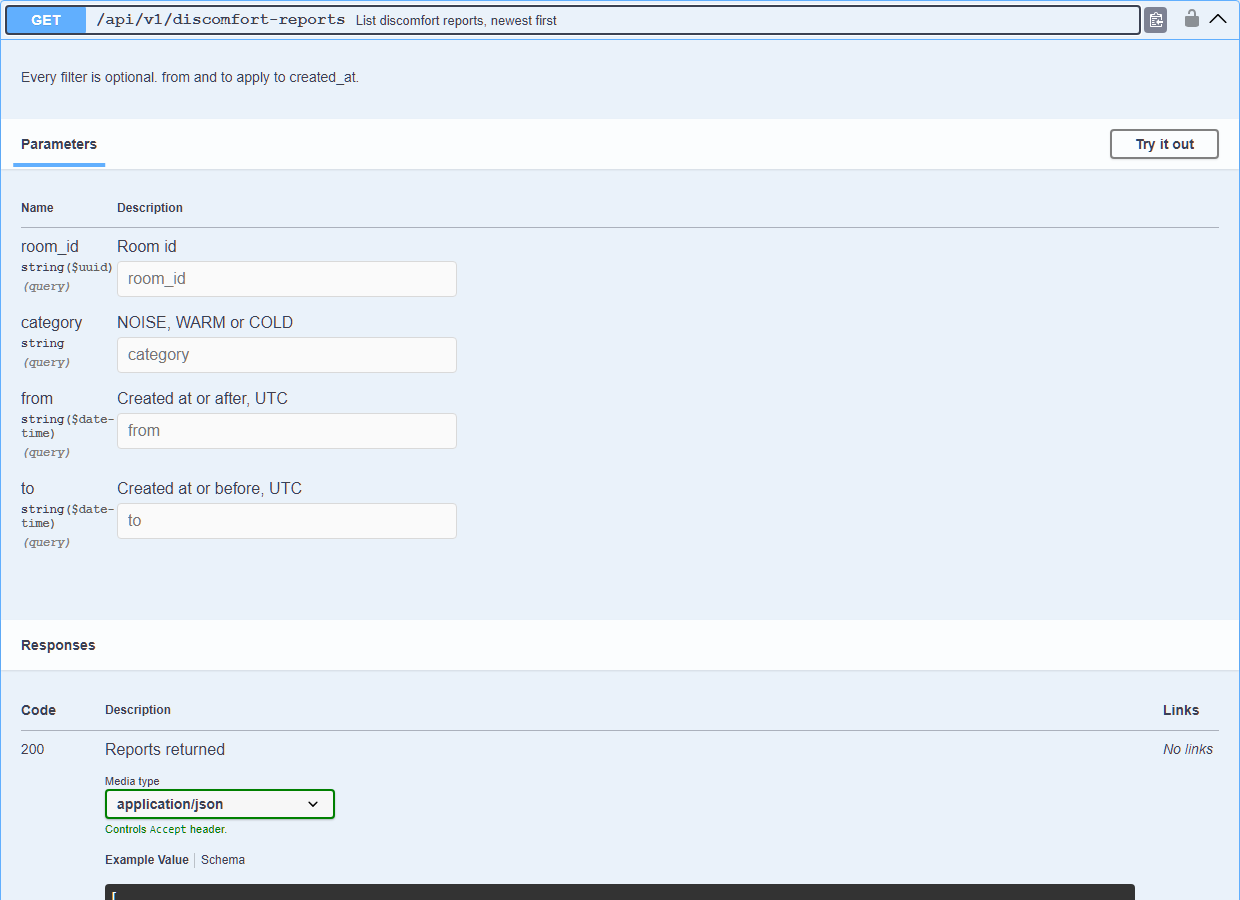 GET /api/v1/discomfort-reports List discomfort reports, newest first
Every filter is optional. from and to apply to created_at.
Parameters
Try it out
Name Description
room_id Room id
string($uuid)
(query)
room_id
category NOISE, WARM or COLD
string
(query)
category
from Created at or after, UTC
string($date-
time)
(query)
from
to Created at or before, UTC
string($date-
time)
(query)
to
Responses
Code Description Links
200 Reports returned No links
Media type
application/json
Controls Accept header.
Example Value Schema
[